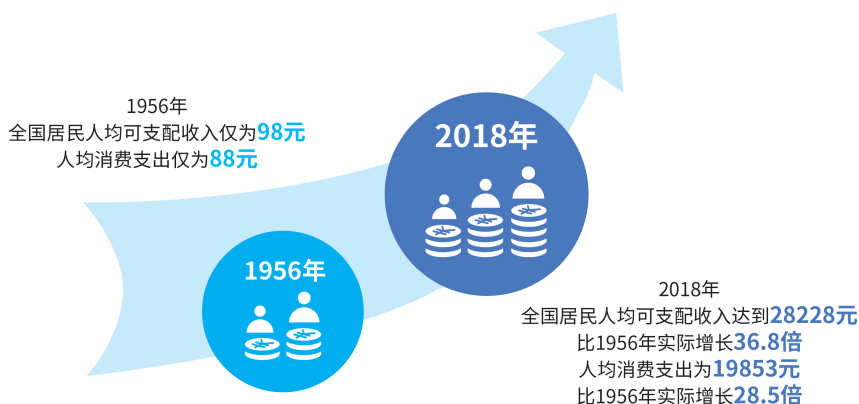 1956年
全国居民人均可支配收入仅为98元
人均消费支出仅为88元
2018年
1956年
2018年
全国居民人均可支配收入达到28228元
比1956年实际增长36.8倍
人均消费支出为19853元
比1956年实际增长28.5倍